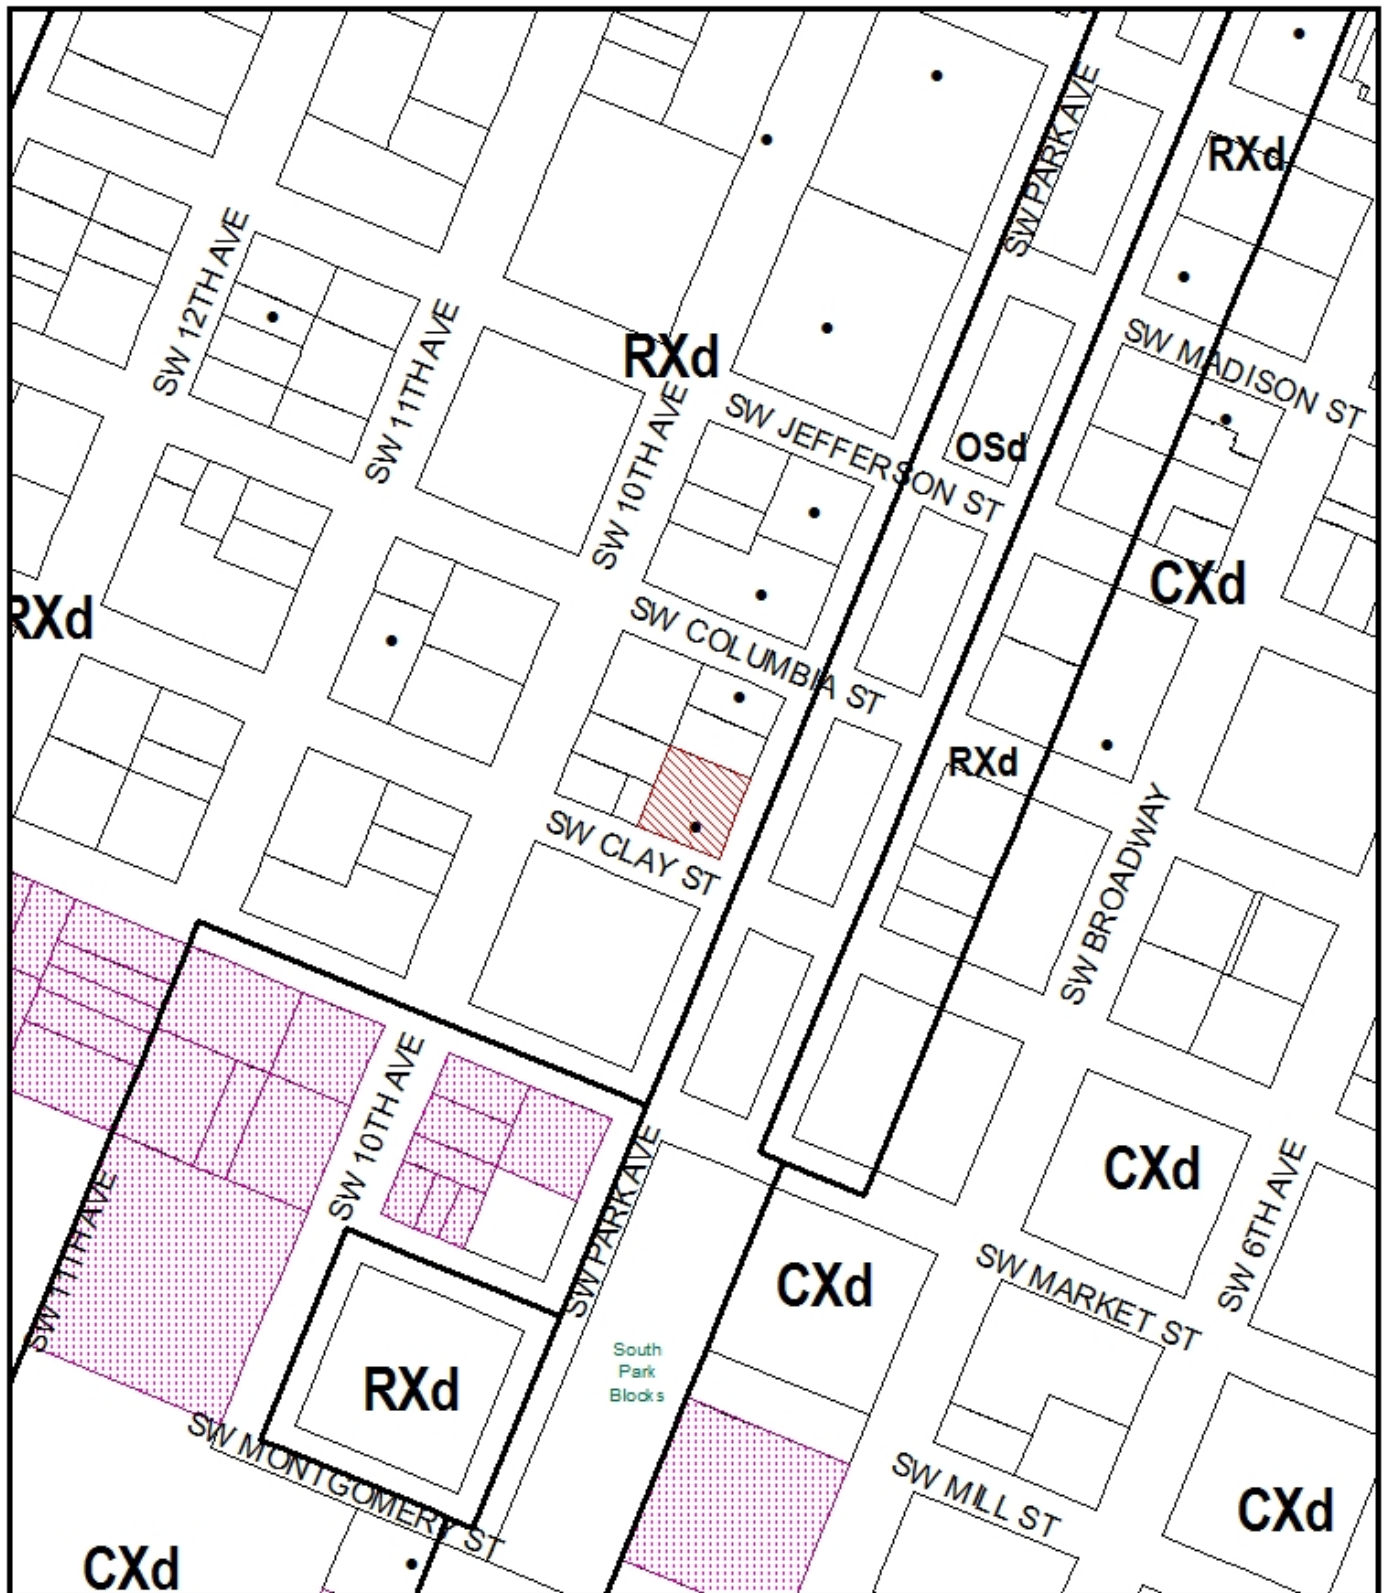 SW PARK AVE
RXd
SW 12TH AVE
SW 11TH AVE
RXd
SW MADISON ST
SW 10TH AVE
SW JEFFERSON ST
OSd
RXd
CXd
SW COLUMBIA ST
RXd
SW CLAY ST
SW BROADWAY
SW 10TH AVE
SW PARK AVE
CXd
SW 11TH AVE
SW 6TH AVE
CXd
SW MARKET ST
South
Park
Blocks
RXd
SW MONTGOMERY ST
SW MILL ST
CXd
CXd